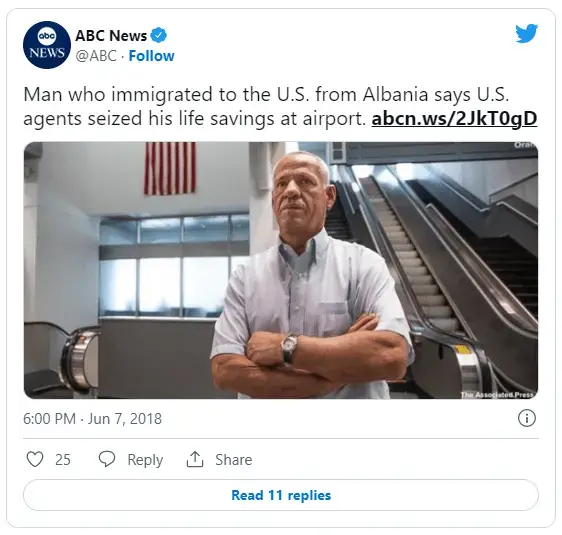 abc
NEWS
ABC News
@ABC · Follow
Man who immigrated to the U.S. from Albania says U.S.
agents seized his life savings at airport. abcn.ws/2JkT0gD
The Associated Press
6:00 PM · Jun 7, 2018
25 Reply Share
Read 11 replies